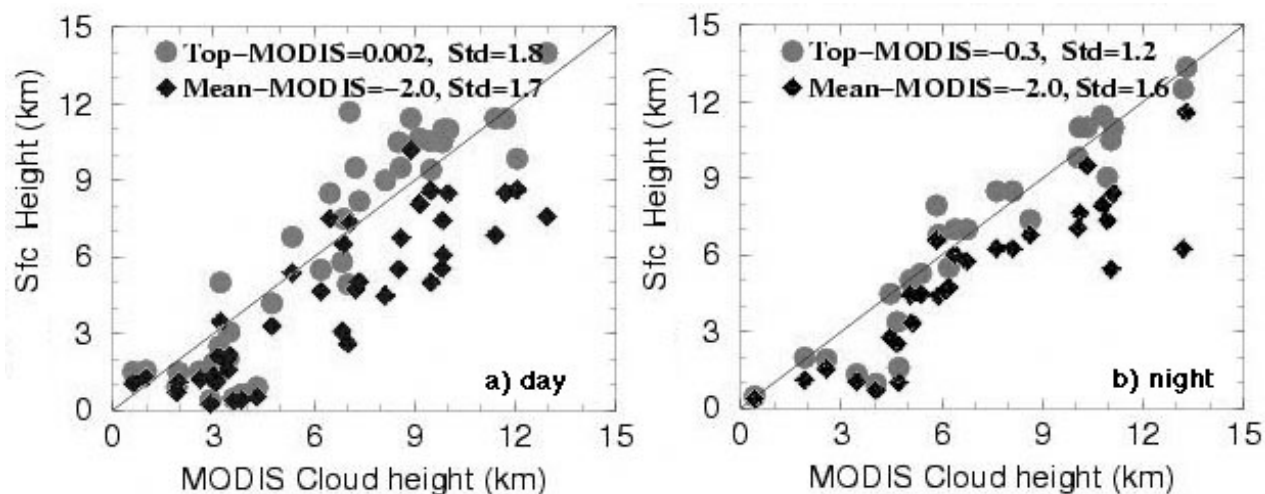 15
12
9
6
3
0
Sfc Height (km)
Top−MODIS=0.002, Std=1.8
Mean−MODIS=−2.0, Std=1.7
a) day
0 3 6 9 12 15
MODIS Cloud height (km)
15
12
9
6
3
0
Sfc Height (km)
Top−MODIS=−0.3, Std=1.2
Mean−MODIS=−2.0, Std=1.6
b) night
0 3 6 9 12 15
MODIS Cloud height (km)